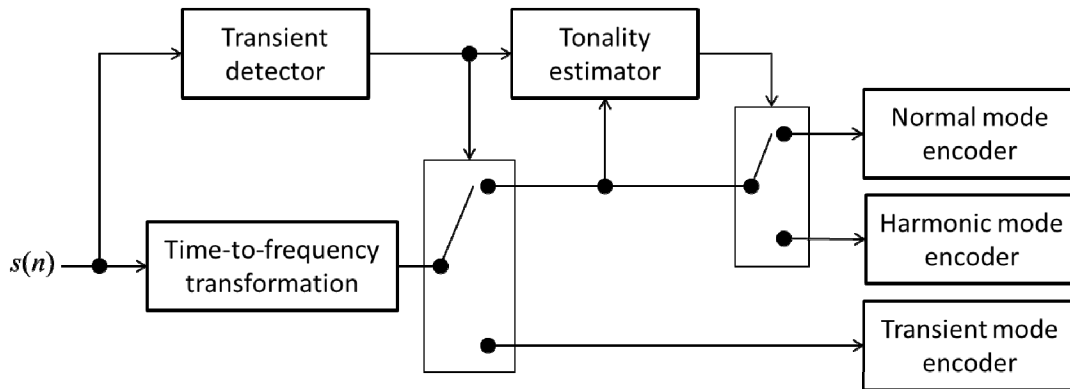 Transient
detector
Tonality
estimator
Normal mode
encoder
Harmonic mode
encoder
s(n)
Time-to-frequency
transformation
Transient mode
encoder